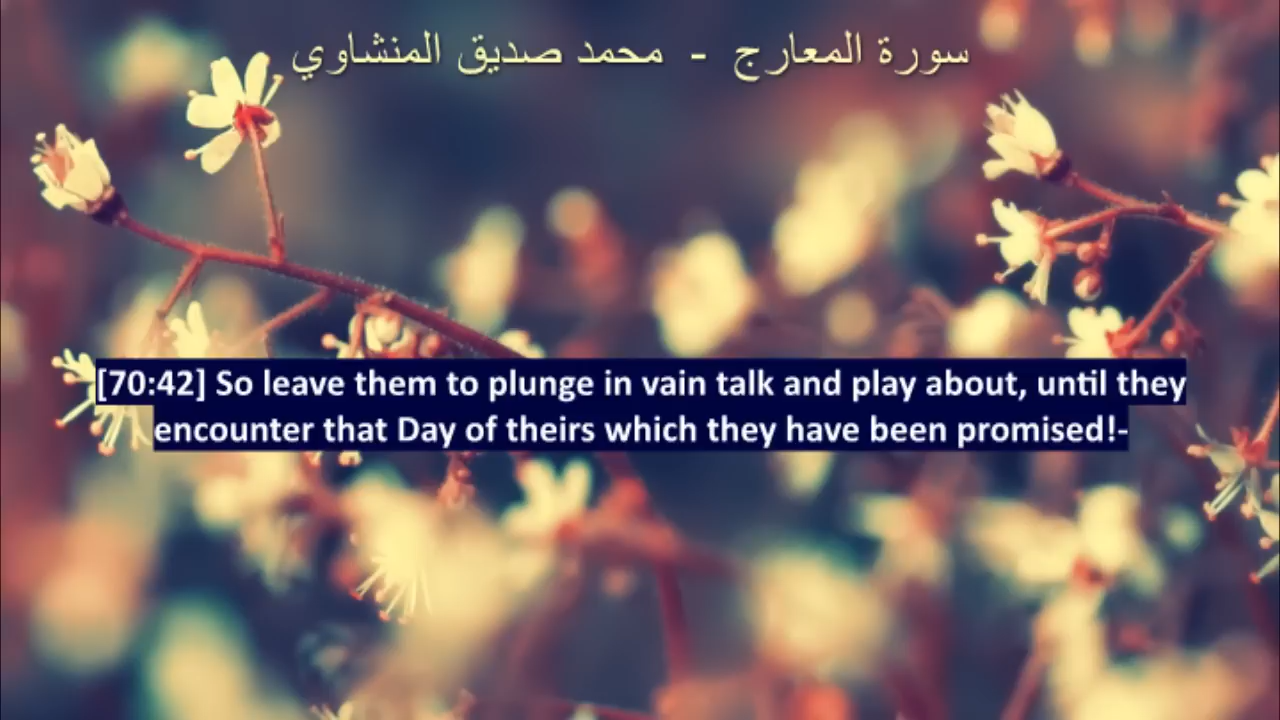 سورة المعارج - محمد صديق المنشاوي
[70:42] So leave them to plunge in vain talk and play about, until they
encounter that Day of theirs which they have been promised!-